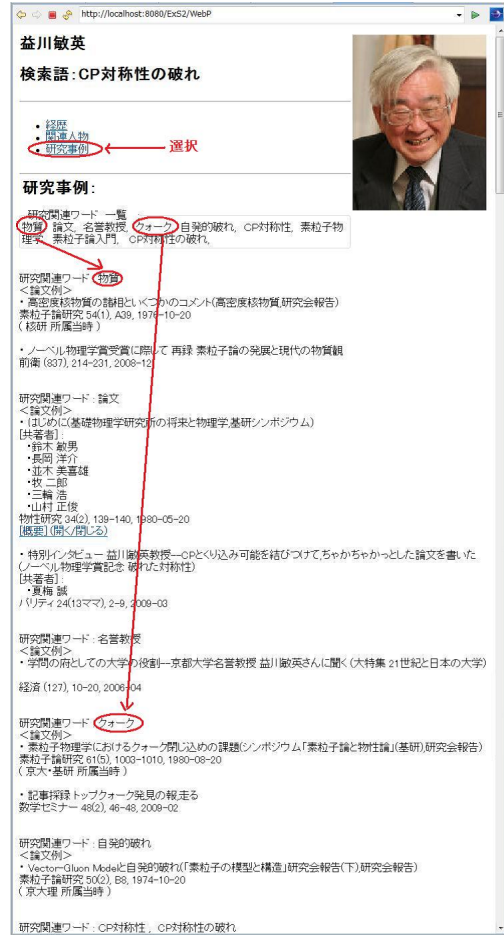 http://localhost:8080/ExS2/WebP
益川敏英
検索語:CP対称性の破れ
・経歴
・関連人物
・研究事例
選択
研究事例:
研究関連ワード 一覧
物質, 論文, 名誉教授, クォーク, 自発的破れ, CP対称性, 素粒子物
理学, 素粒子論入門, CP対称性の破れ,
研究関連ワード : 物質
<論文例>
・高密度核物質の諸相といくつかのコメント(高密度核物質,研究会報告)
素粒子論研究 54(1), A39, 1976-10-20
( 核研 所属当時 )
・ノーベル物理学賞受賞に際して 再録 素粒子論の発展と現代の物質観
前衛 (837), 214-231, 2008-12
研究関連ワード : 論文
<論文例>
・はじめに(基礎物理学研究所の将来と物理学,基研シンポジウム)
[共著者] :
・鈴木 敏男
・長岡 洋介
・並木 美喜雄
・牧 二郎
・三輪 浩
・山村 正俊
物性研究 34(2), 139-140, 1980-05-20
[概要] (開く/閉じる)
・特別インタビュー 益川敏英教授--CPとくり込み可能を結びつけて,ちゃかちゃかっとした論文を書いた
(ノーベル物理学賞記念 破れた対称性)
[共著者] :
・夏梅 誠
パリティ 24(13ママ), 2-9, 2009-03
研究関連ワード : 名誉教授
<論文例>
・学問の府としての大学の役割--京都大学名誉教授 益川敏英さんに聞く (大特集 21世紀と日本の大学)
経済 (127), 10-20, 2006-04
研究関連ワード : クォーク
<論文例>
・素粒子物理学におけるクォーク閉じ込めの課題(シンポジウム「素粒子論と物性論」(基研),研究会報告)
素粒子論研究 61(5), 1003-1010, 1980-08-20
( 京大・基研 所属当時 )
・記事採録 トップクォーク発見の報,走る
数学セミナー 48(2), 46-48, 2009-02
研究関連ワード : 自発的破れ
<論文例>
・Vector-Gluon Modelと自発的破れ(「素粒子の模型と構造」研究会報告(下),研究会報告)
素粒子論研究 50(2), B8, 1974-10-20
( 京大理 所属当時 )
研究関連ワード : CP対称性 , CP対称性の破れ